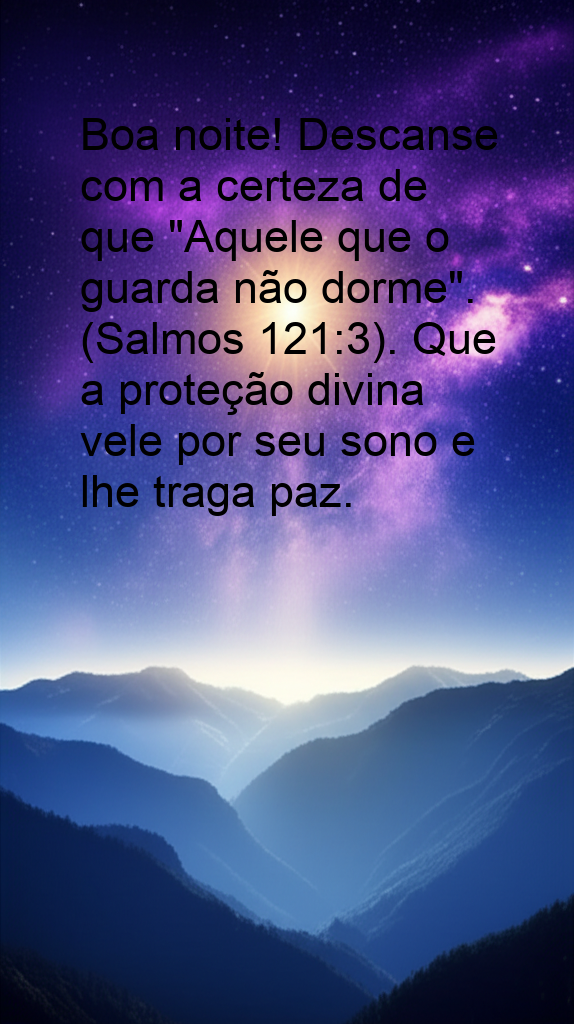 Boa noite! Descanse
com a certeza de
que "Aquele que o
guarda não dorme".
(Salmos 121:3). Que
a proteção divina
vele por seu sono e
lhe traga paz.